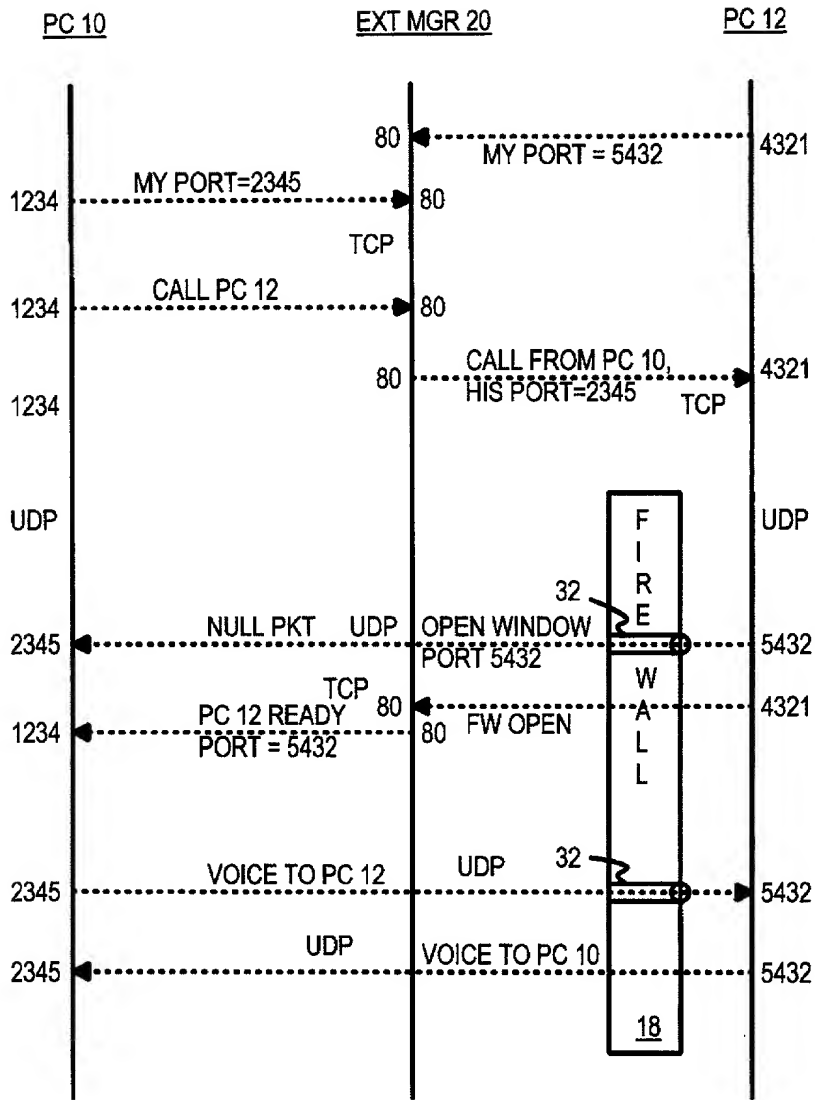 PC 10 EXT MGR 20 PC 12
80 4321
MY PORT = 5432
MY PORT=2345
1234 80
TCP
CALL PC 12
1234 80
CALL FROM PC 10,
80 4321
HIS PORT=2345 TCP
1234
UDP FIRE WALL UDP
32
NULL PKT UDP OPEN WINDOW
2345 5432
PORT 5432
TCP
80 4321
PC 12 READY FW OPEN
1234 80
PORT = 5432
32
VOICE TO PC 12 UDP
2345 5432
UDP VOICE TO PC 10
2345 5432
18